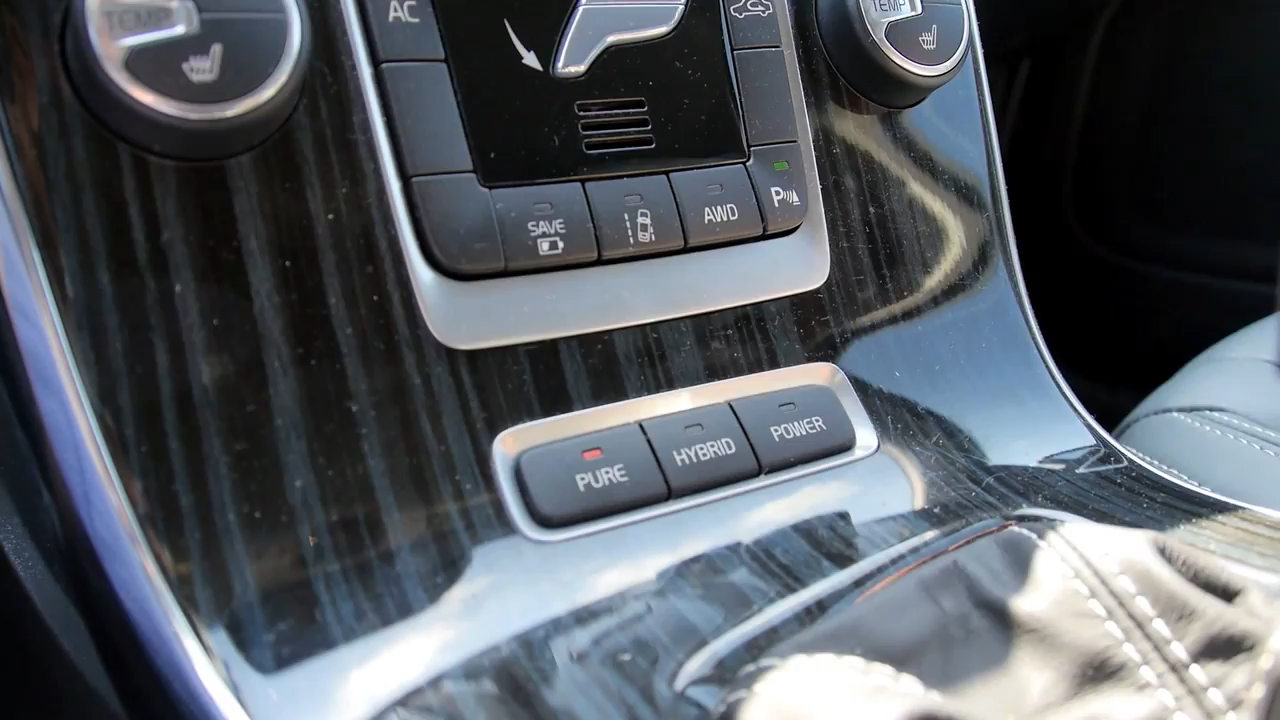 TEMP
AC
TEMP
SAVE
AWD
P
PURE
HYBRID
POWER